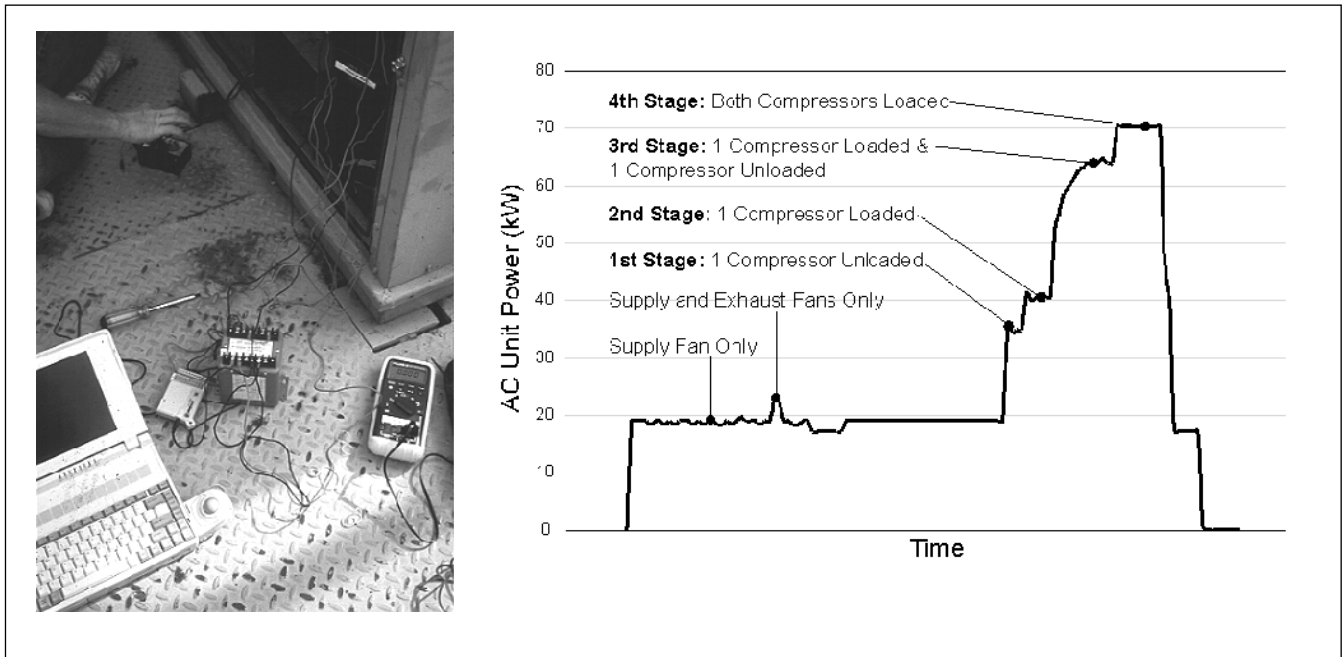 80
4th Stage: Both Compressors Loaced
70
3rd Stage: 1 Compressor Loaded &
1 Compressor Unloaded
60
2nd Stage: 1 Compressor Loaded
50
1st Stage: 1 Compressor Unlcaded
Supply and Exhaust Fans Only
40
Supply Fan Only
30
20
10
0
AC Unit Power (kW)
Time